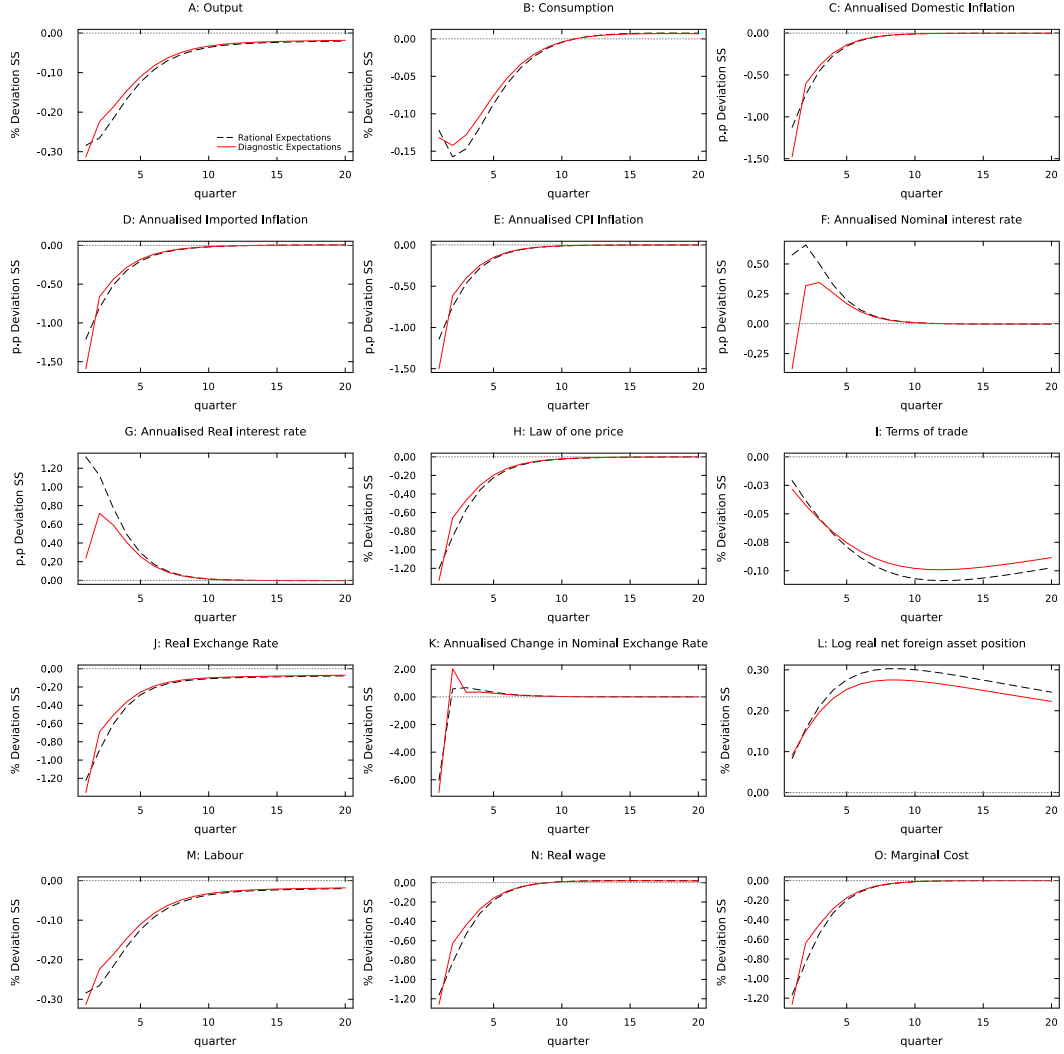 A: Output
B: Consumption
C: Annualised Domestic Inflation
% Deviation SS
0.00
-0.10
-0.20
-0.30
Rational Expectations
Diagnostic Expectations
5
10
15
20
quarter
% Deviation SS
0.00
-0.05
-0.10
-0.15
5
10
15
20
quarter
p.p Deviation SS
0.00
-0.50
-1.00
-1.50
5
10
15
20
quarter
D: Annualised Imported Inflation
E: Annualised CPI Inflation
F: Annualised Nominal interest rate
p.p Deviation SS
0.00
-0.50
-1.00
-1.50
5
10
15
20
quarter
p.p Deviation SS
0.00
-0.50
-1.00
-1.50
5
10
15
20
quarter
p.p Deviation SS
0.50
0.25
0.00
0.25
5
10
15
20
quarter
G: Annualised Real interest rate
H: Law of one price
I: Terms of trade
p.p Deviation SS
1.20
1.00
0.80
0.60
0.40
0.20
0.00
5
10
15
20
quarter
% Deviation SS
0.00
-0.20
-0.40
-0.60
-0.80
-1.00
-1.20
5
10
15
20
quarter
% Deviation SS
0.00
-0.03
-0.05
-0.08
-0.10
5
10
15
20
quarter
J: Real Exchange Rate
K: Annualised Change in Nominal Exchange Rate
L: Log real net foreign asset position
% Deviation SS
0.00
-0.20
-0.40
-0.60
-0.80
-1.00
-1.20
5
10
15
20
quarter
% Deviation SS
2.00
0.00
-2.00
-4.00
-6.00
5
10
15
20
quarter
% Deviation SS
0.30
0.20
0.10
0.00
5
10
15
20
quarter
M: Labour
N: Real wage
O: Marginal Cost
% Deviation SS
0.00
-0.10
-0.20
-0.30
5
10
15
20
quarter
% Deviation SS
0.00
-0.20
-0.40
-0.60
-0.80
-1.00
-1.20
5
10
15
20
quarter
% Deviation SS
0.00
-0.20
-0.40
-0.60
-0.80
-1.00
-1.20
5
10
15
20
quarter